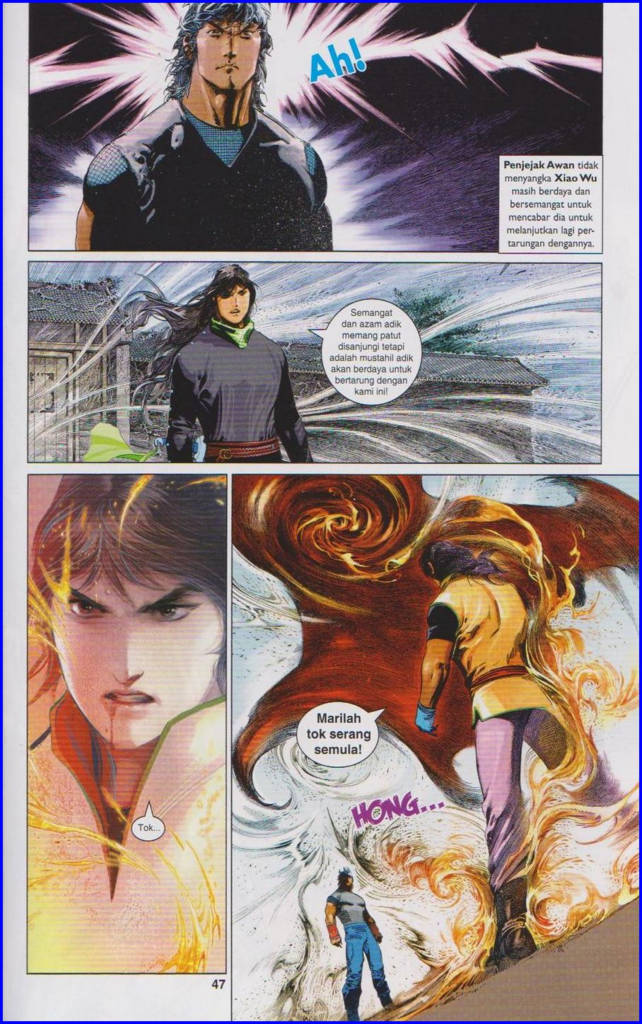 Ah!
Penjejak Awan tidak
menyangka Xiao Wu
masih berdaya dan
bersemangat untuk
mencabar dia untuk
melanjutkan lagi per-
tarungan dengannya.
Semangat
dan azam adik
memang patut
disanjungi tetapi
adalah mustahil adik
akan berdaya untuk
bertarung dengan
kami ini!
Tok...
Marilah
tok serang
semula!
HONG...
47